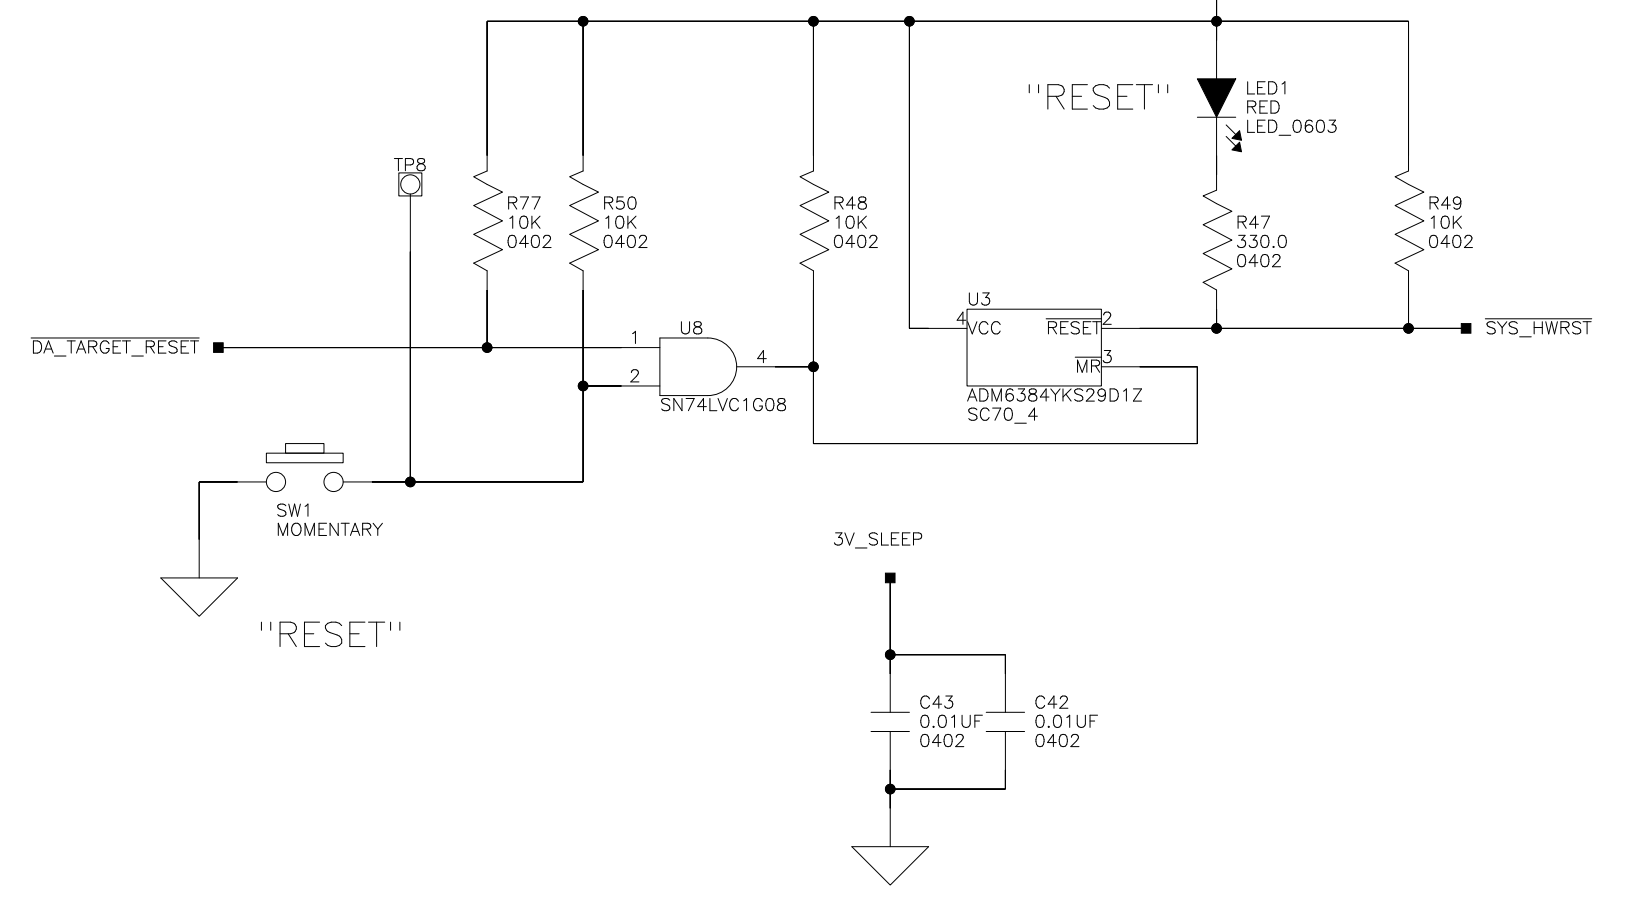 "RESET"
LED1
RED
LED_0603
TP8
R77
10K
0402
R50
10K
0402
R48
10K
0402
R47
330.0
0402
R49
10K
0402
DA_TARGET_RESET
1
2
U8
4
SN74LVC1G08
U3
4
VCC
RESET
2
MR
3
ADM6384YKS29D1Z
SC70_4
SYS_HWRST
SW1
MOMENTARY
"RESET"
3V_SLEEP
C43
0.01UF
0402
C42
0.01UF
0402